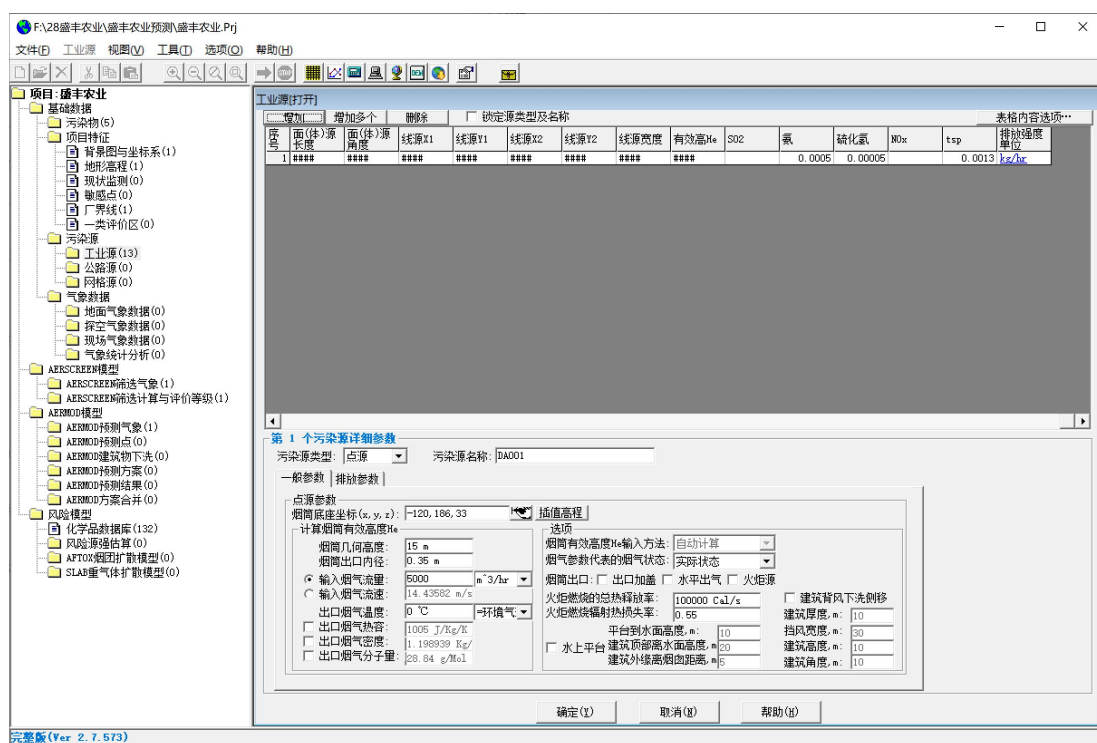 F:\28盛丰农业\盛丰农业预测\盛丰农业.Prj
文件(F) 工业源 视图(V) 工具(T) 选项(O) 帮助(H)
项目:盛丰农业
基础数据
污染物(5)
项目特征
背景图与坐标系(1)
地形高程(1)
现状监测(0)
敏感点(0)
厂界线(1)
一类评价区(0)
污染源
工业源(13)
公路源(0)
网格源(0)
气象数据
地面气象数据(0)
探空气象数据(0)
现场气象数据(0)
气象统计分析(0)
AERSCREEN模型
AERSCREEN筛选气象(1)
AERSCREEN筛选计算与评价等级(1)
AERMOD模型
AERMOD预测气象(1)
AERMOD预测点(0)
AERMOD建筑物下洗(0)
AERMOD预测方案(0)
AERMOD预测结果(0)
AERMOD方案合并(0)
风险模型
化学品数据库(132)
风险源强估算(0)
AFTOX烟团扩散模型(0)
SLAB重气体扩散模型(0)
工业源[打开]
增加 增加多个 删除 锁定源类型及名称 表格内容选项…
序号 面(体)源长度 面(体)源角度 线源X1 线源Y1 线源X2 线源Y2 线源宽度 有效高He SO2 氨 硫化氢 NOx tsp 排放强度单位
1 #### #### #### #### #### #### #### #### 0.0005 0.00005 0.0013 kg/hr
第 1 个污染源详细参数
污染源类型: 点源 污染源名称: DA001
一般参数 排放参数
点源参数
烟筒底座坐标(x,y,z): -120,186,33 插值高程
计算烟筒有效高度He
烟筒几何高度: 15 m
烟筒出口内径: 0.35 m
输入烟气流量: 5000 m^3/hr
输入烟气流速: 14.43582 m/s
出口烟气温度: 0 ℃ =环境气
出口烟气热容: 1005 J/Kg/K
出口烟气密度: 1.198939 Kg/
出口烟气分子量: 28.84 g/Mol
选项
烟筒有效高度He输入方法: 自动计算
烟气参数代表的烟气状态: 实际状态
烟筒出口: 出口加盖 水平出气 火炬源
火炬燃烧的总热释放率: 100000 Cal/s
火炬燃烧辐射热损失率: 0.55
水上平台
平台到水面高度,m: 10
建筑顶部离水面高度,m 20
建筑外缘离烟囱距离,m 5
建筑背风下洗侧移
建筑厚度,m: 10
挡风宽度,m: 30
建筑高度,m: 10
建筑角度,m: 10
确定(Y) 取消(N) 帮助(H)
完整版(Ver 2.7.573)